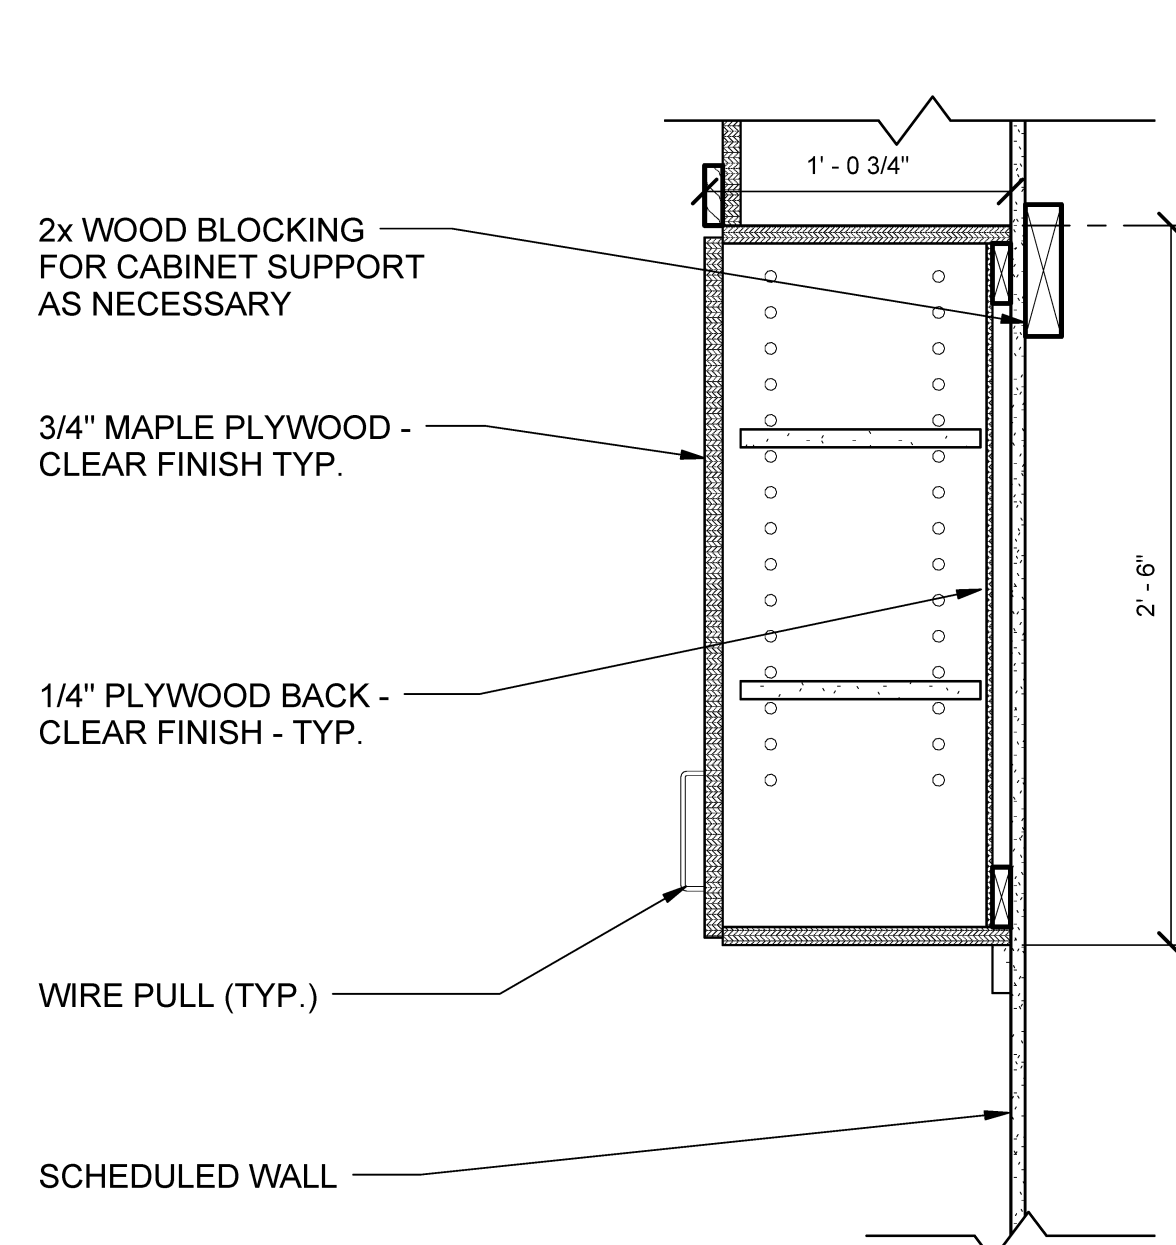 1' - 0 3/4"
2x WOOD BLOCKING
FOR CABINET SUPPORT
AS NECESSARY
3/4" MAPLE PLYWOOD -
CLEAR FINISH TYP.
2' - 6"
1/4" PLYWOOD BACK -
CLEAR FINISH - TYP.
WIRE PULL (TYP.)
SCHEDULED WALL